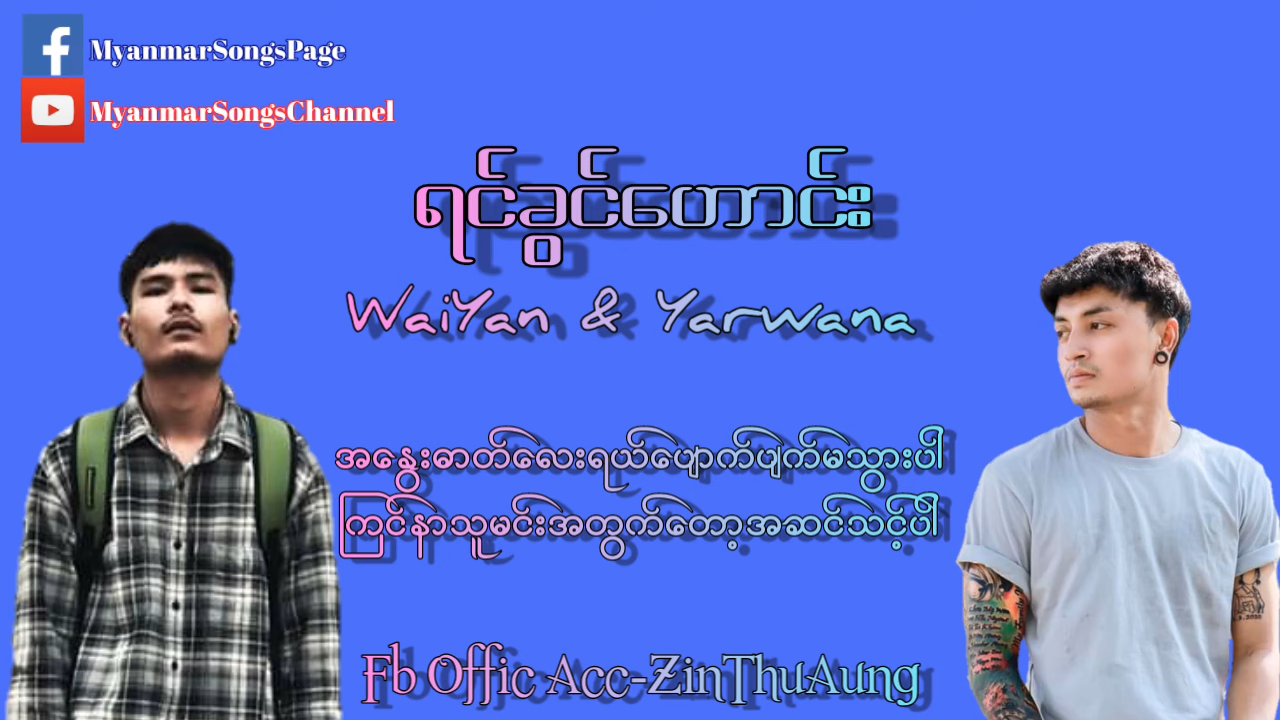 MyanmarSongsPage
MyanmarSongsChannel
ရင်ခွင်ဟောင်း
WaiYan & Yarwana
အနွေးဓာတ်လေးရယ်ပျောက်ပျက်မသွားပါ
ကြင်နာသူမင်းအတွက်တော့အဆင်သင့်ပါ
Fb Offic Acc-ZinThuAung